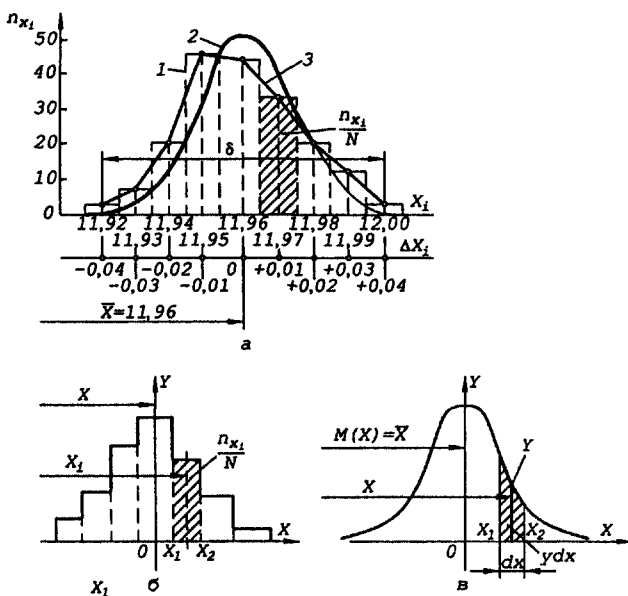 n_{x_i}
50
40
30
20
10
0
1
2
3
n_{x_i}/N
δ
X_i
11,92 11,94 11,96 11,98 12,00
11,93 11,95 11,97 11,99 ΔX_i
-0,04 -0,02 0 +0,01 +0,03
-0,03 -0,01 +0,02 +0,04
X̅=11,96
а
X
Y
n_{x_i}/N
X_i
0 X_1 X_2 X
X_1
б
Y
M(X)=X̅
Y
X
X_1 X_2 X
0 dx ydx
в